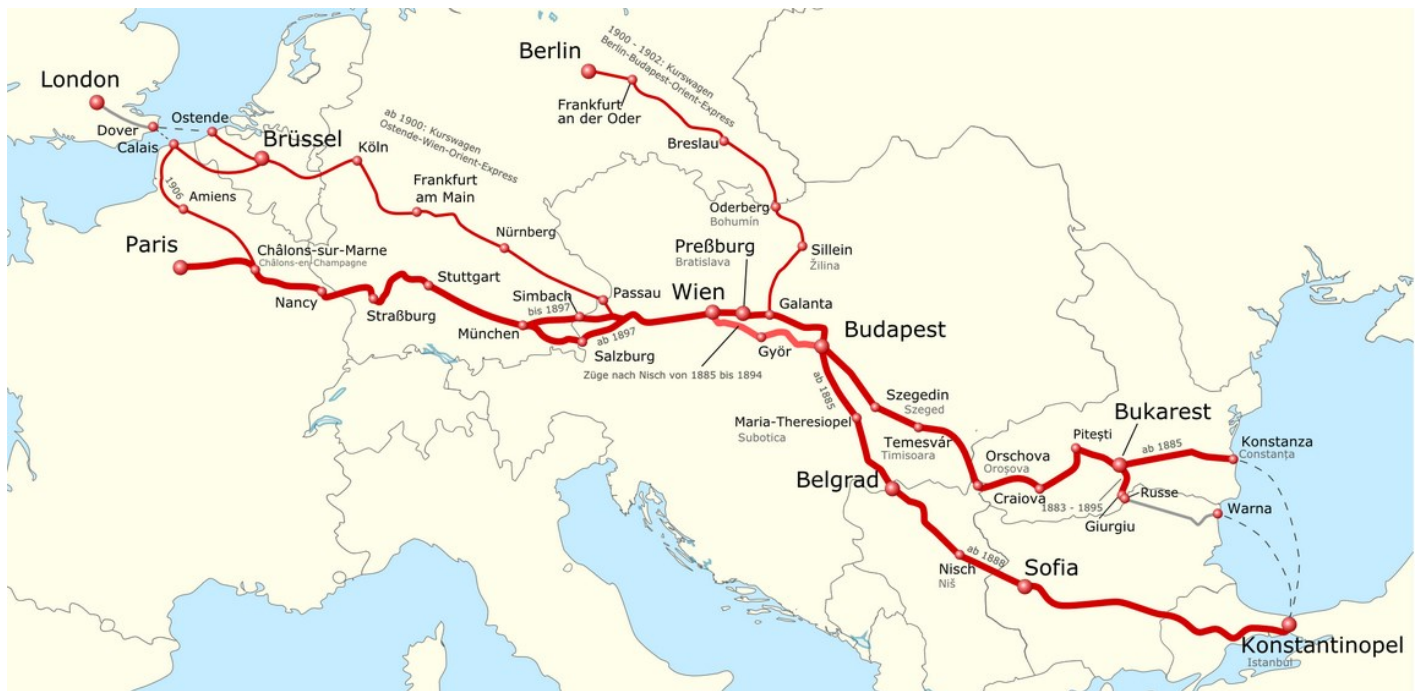 London
Dover
Calais
Ostende
Brüssel
1906
Amiens
Paris
Châlons-sur-Marne
Châlons-en-Champagne
Nancy
Straßburg
Stuttgart
Köln
Frankfurt
am Main
Nürnberg
ab 1900: Kurswagen
Ostende-Wien-Orient-Express
Berlin
Frankfurt
an der Oder
1900 - 1902: Kurswagen
Berlin-Budapest-Orient-Express
Breslau
Oderberg
Bohumín
Sillein
Žilina
Preßburg
Bratislava
Galanta
Wien
Passau
Simbach
bis 1897
München
ab 1897
Salzburg
Györ
Züge nach Nisch von 1885 bis 1894
Budapest
ab 1885
Maria-Theresiopel
Subotica
Szegedin
Szeged
Temesvár
Timisoara
Belgrad
Orschova
Oroșova
Craiova
Pitești
Bukarest
ab 1885
Konstanza
Constanța
1883 - 1895
Russe
Giurgiu
Warna
Nisch
Niš
ab 1888
Sofia
Konstantinopel
Istanbul